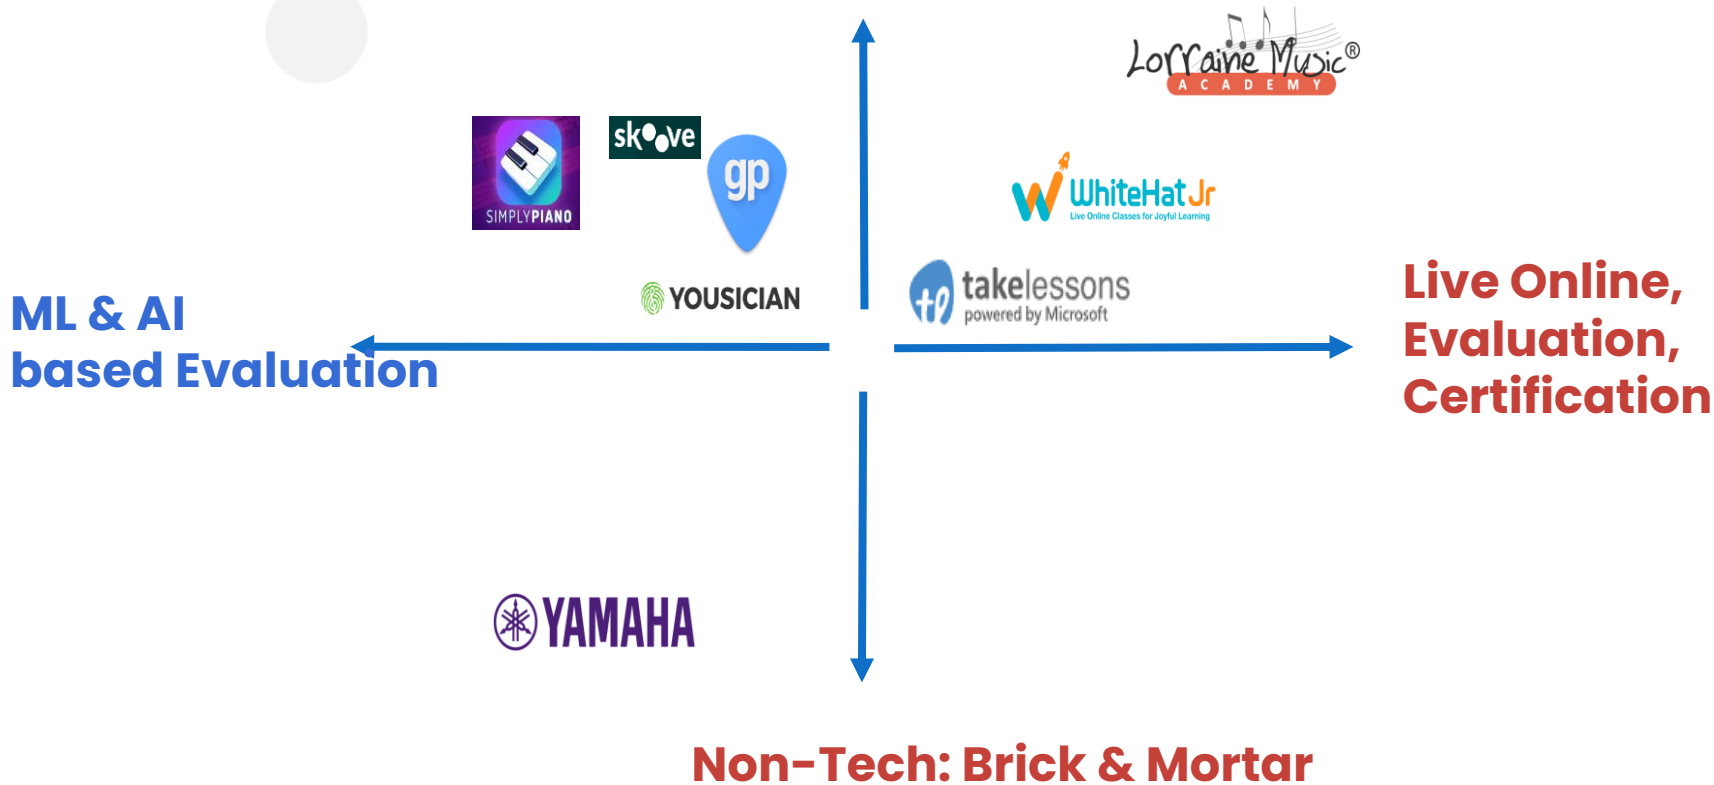 Lorraine Music®
ACADEMY
skoove
gp
SIMPLYPIANO
WhiteHat Jr
Live Online Classes for Joyful Learning
YOUSICIAN
takelessons
powered by Microsoft
ML & AI
based Evaluation
Live Online,
Evaluation,
Certification
YAMAHA
Non-Tech: Brick & Mortar